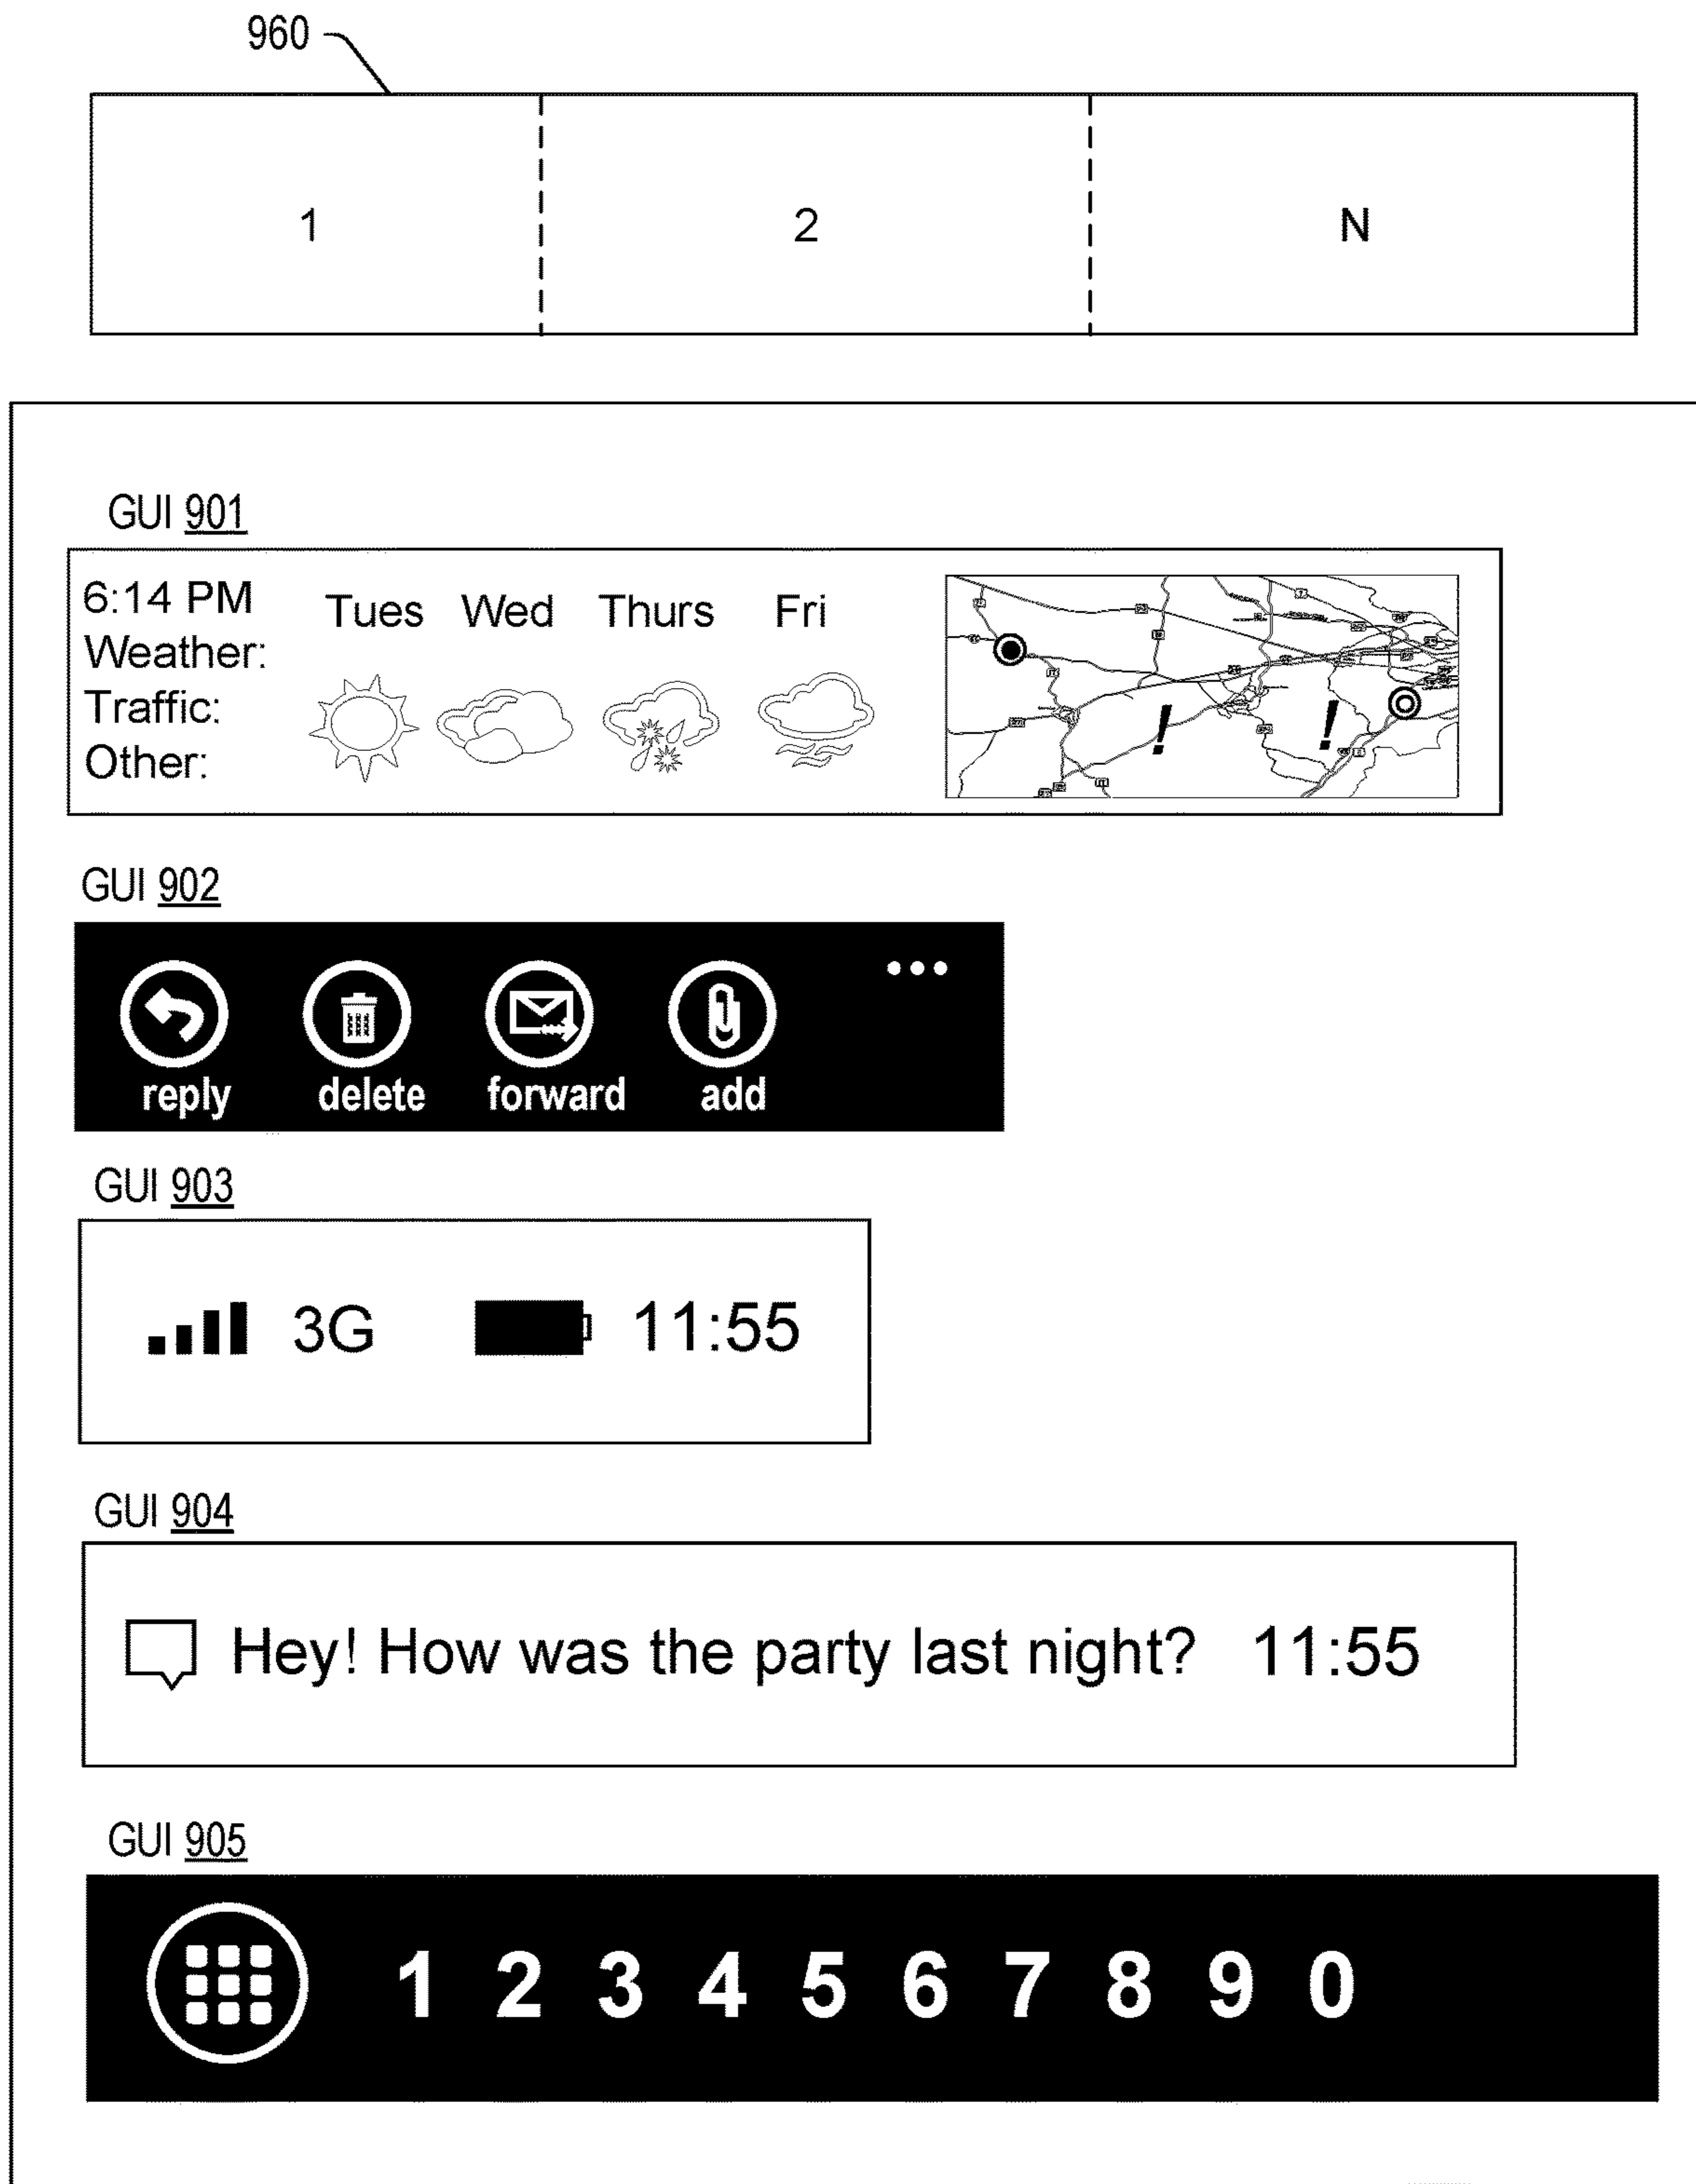 960
1 2 N
GUI 901
6:14 PM
Weather:
Traffic:
Other:
Tues Wed Thurs Fri
! !
GUI 902
reply delete forward add
GUI 903
3G 11:55
GUI 904
Hey! How was the party last night? 11:55
GUI 905
1 2 3 4 5 6 7 8 9 0